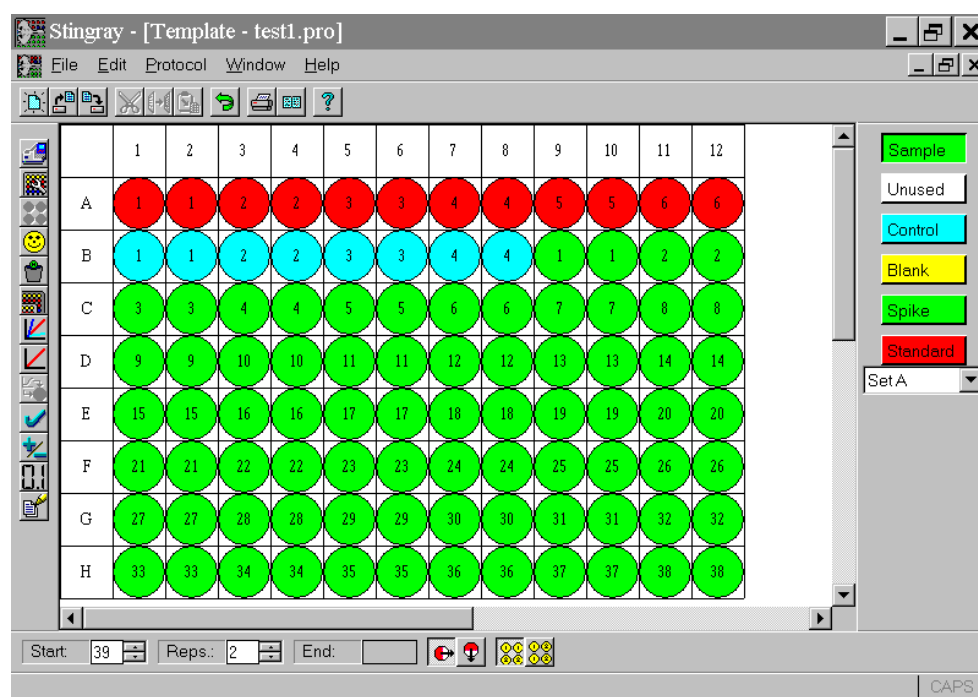 Stingray - [Template - test1.pro]
File Edit Protocol Window Help
1 2 3 4 5 6 7 8 9 10 11 12
A 1 1 2 2 3 3 4 4 5 5 6 6
B 1 1 2 2 3 3 4 4 1 1 2 2
C 3 3 4 4 5 5 6 6 7 7 8 8
D 9 9 10 10 11 11 12 12 13 13 14 14
E 15 15 16 16 17 17 18 18 19 19 20 20
F 21 21 22 22 23 23 24 24 25 25 26 26
G 27 27 28 28 29 29 30 30 31 31 32 32
H 33 33 34 34 35 35 36 36 37 37 38 38
Sample
Unused
Control
Blank
Spike
Standard
Set A
0.1
Start: 39 Reps.: 2 End:
CAPS